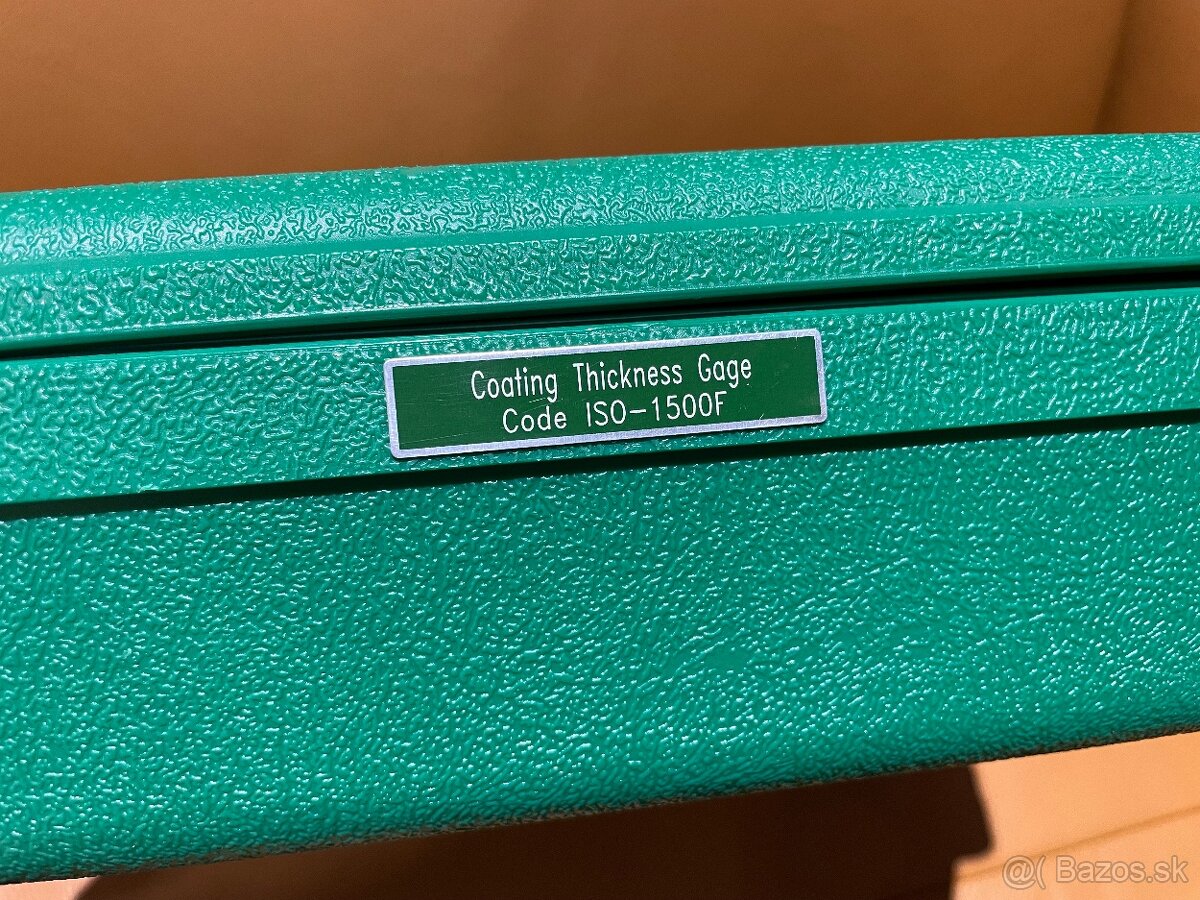 Coating Thickness Gage
Code ISO-1500F
@( Bazos.sk